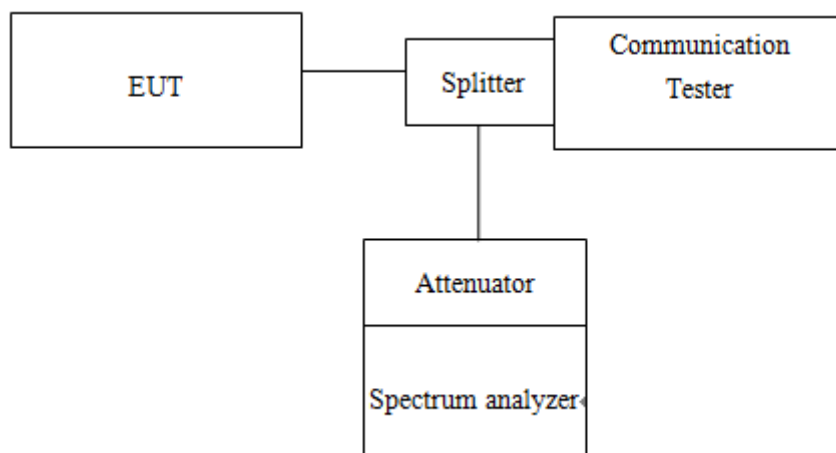 EUT
Splitter
Communication
Tester
Attenuator
Spectrum analyzer